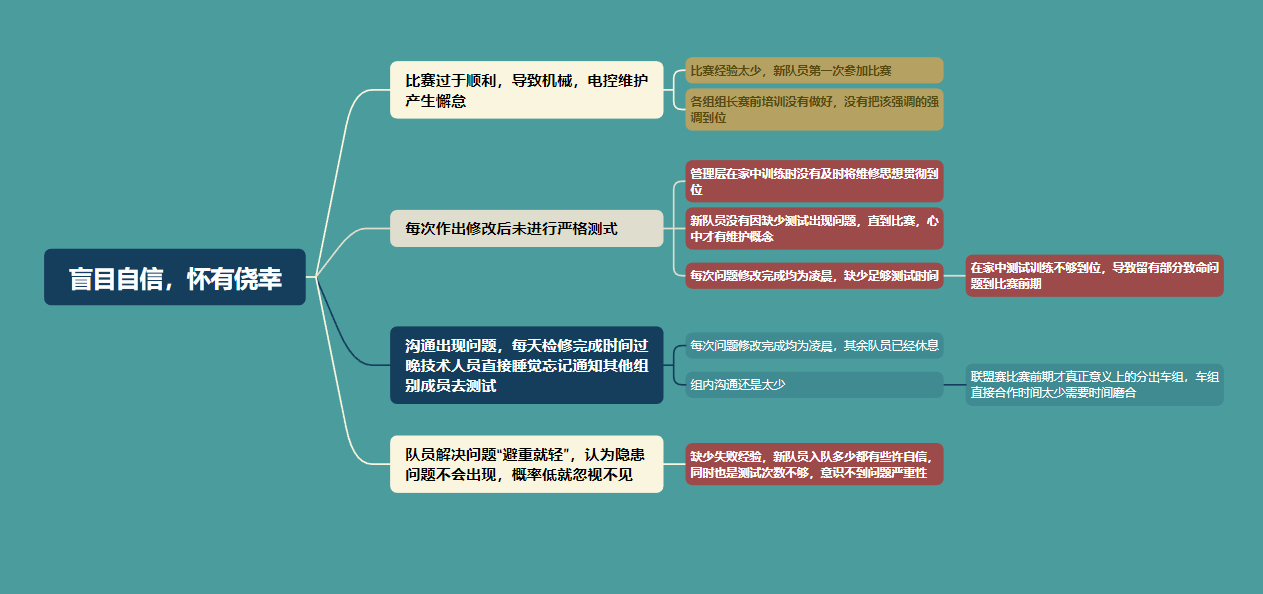 盲目自信，怀有侥幸
比赛过于顺利，导致机械，电控维护
产生懈怠
比赛经验太少，新队员第一次参加比赛
各组组长赛前培训没有做好，没有把该强调的强
调到位
每次作出修改后未进行严格测式
管理层在家中训练时没有及时将维修思想贯彻到
位
新队员没有因缺少测试出现问题，直到比赛，心
中才有维护概念
每次问题修改完成均为凌晨，缺少足够测试时间
在家中测试训练不够到位，导致留有部分致命问
题到比赛前期
沟通出现问题，每天检修完成时间过
晚技术人员直接睡觉忘记通知其他组
别成员去测试
每次问题修改完成均为凌晨，其余队员已经休息
组内沟通还是太少
联盟赛比赛前期才真正意义上的分出车组，车组
直接合作时间太少需要时间磨合
队员解决问题“避重就轻”，认为隐患
问题不会出现，概率低就忽视不见
缺少失败经验，新队员入队多少都有些许自信，
同时也是测试次数不够，意识不到问题严重性